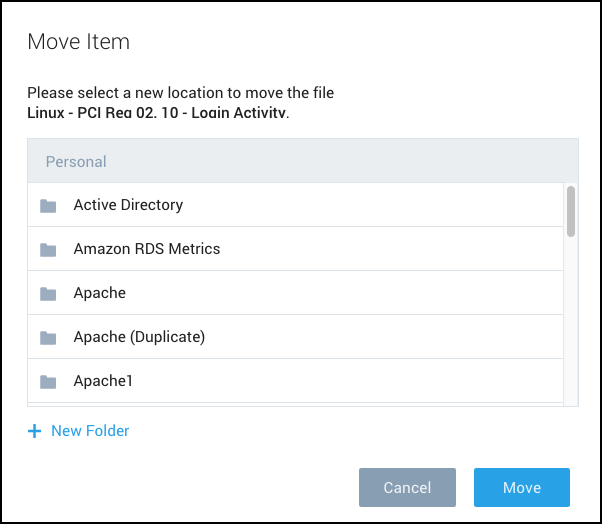 Move Item
Please select a new location to move the file
Linux - PCI Req 02, 10 - Login Activity.
Personal
Active Directory
Amazon RDS Metrics
Apache
Apache (Duplicate)
Apache1
+ New Folder
Cancel
Move